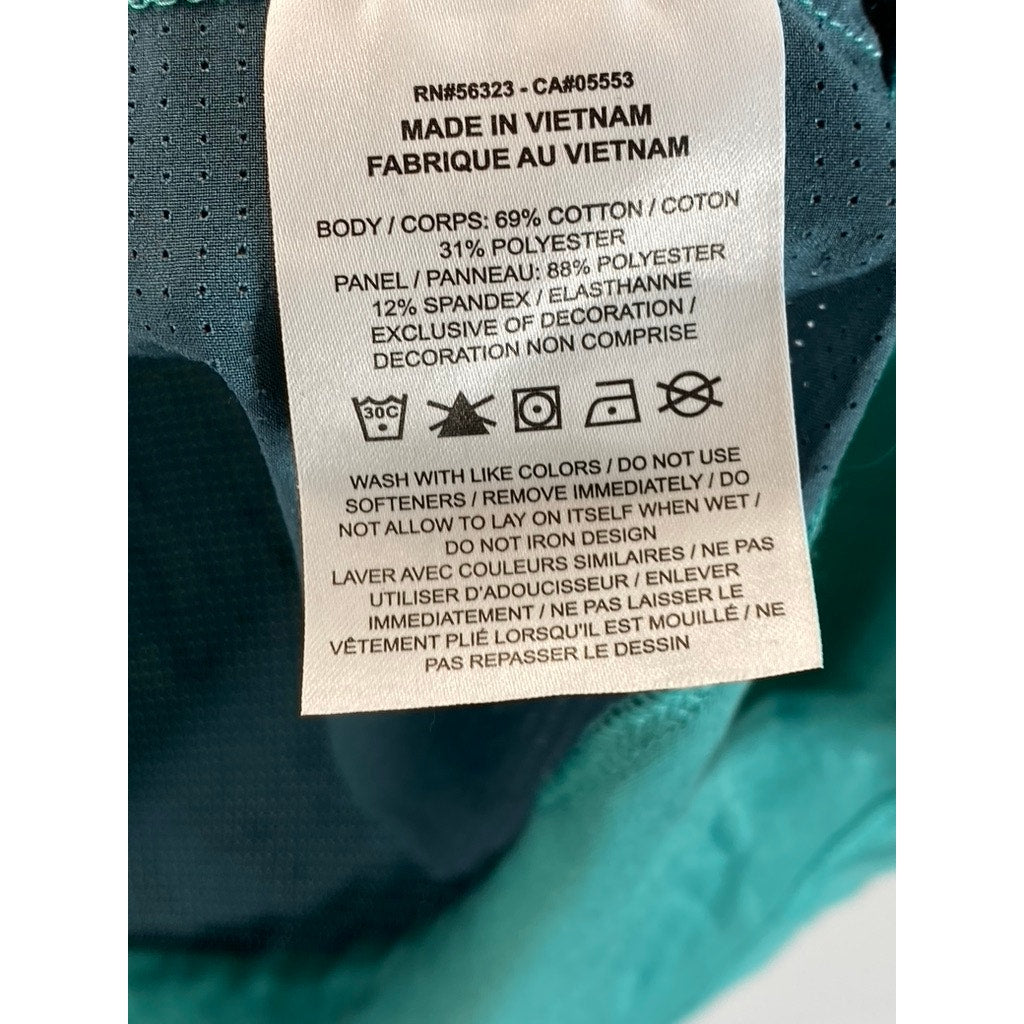 RN#56323 - CA#05553
MADE IN VIETNAM
FABRIQUE AU VIETNAM
BODY / CORPS: 69% COTTON / COTON
31% POLYESTER
PANEL / PANNEAU: 88% POLYESTER
12% SPANDEX / ELASTHANNE
EXCLUSIVE OF DECORATION /
DECORATION NON COMPRISE
30C
WASH WITH LIKE COLORS / DO NOT USE
SOFTENERS / REMOVE IMMEDIATELY / DO
NOT ALLOW TO LAY ON ITSELF WHEN WET /
DO NOT IRON DESIGN
LAVER AVEC COULEURS SIMILAIRES / NE PAS
UTILISER D'ADOUCISSEUR / ENLEVER
IMMEDIATEMENT / NE PAS LAISSER LE
VÊTEMENT PLIÉ LORSQU'IL EST MOUILLÉ / NE
PAS REPASSER LE DESSIN